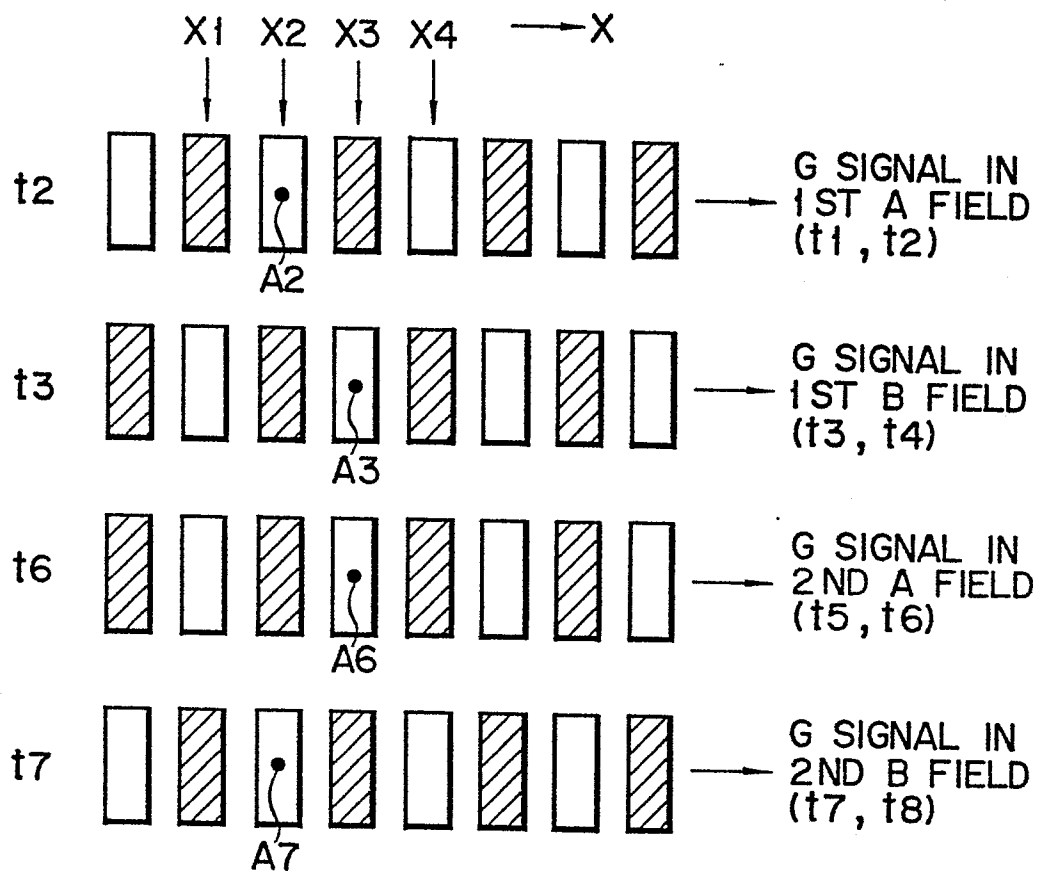 X1 X2 X3 X4 X
t2
G SIGNAL IN
1ST A FIELD
(t1, t2)
A2
t3
G SIGNAL IN
1ST B FIELD
(t3, t4)
A3
t6
G SIGNAL IN
2ND A FIELD
(t5, t6)
A6
t7
G SIGNAL IN
2ND B FIELD
(t7, t8)
A7